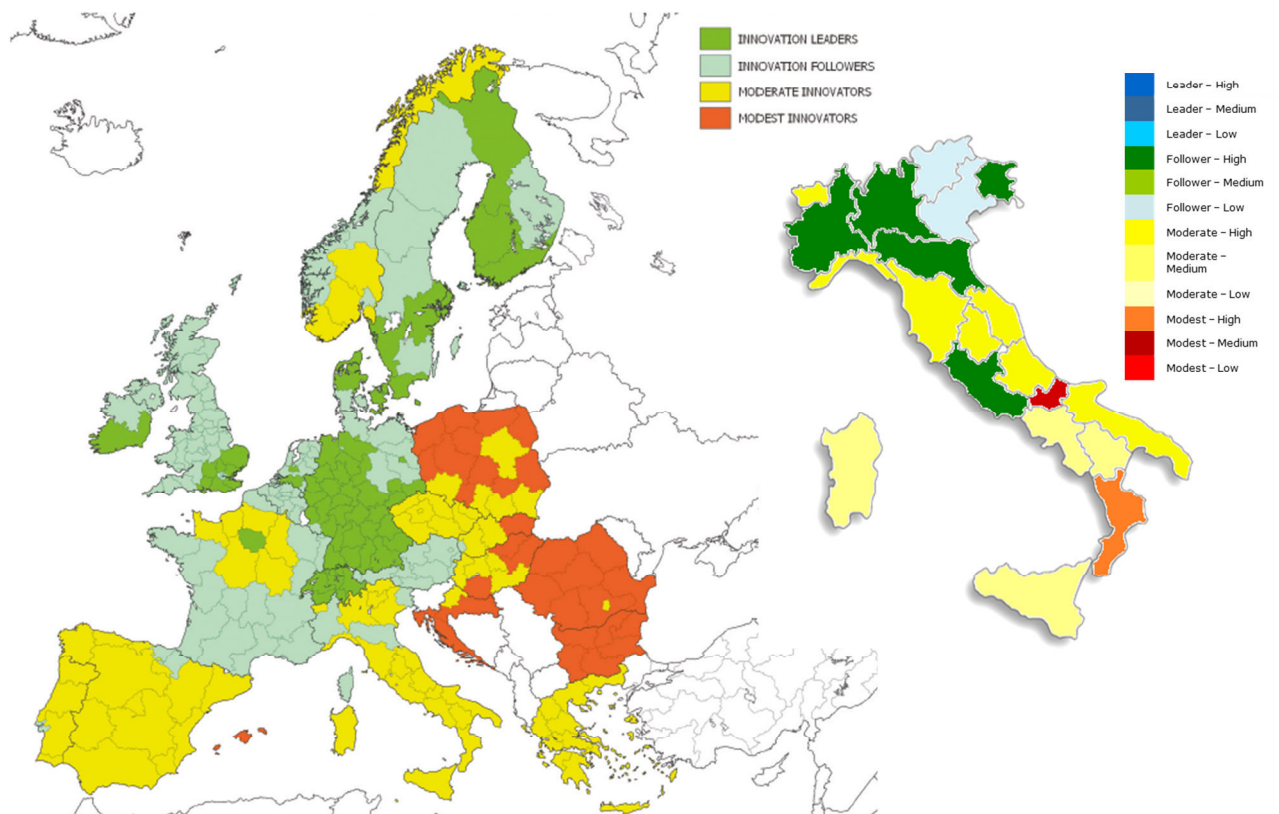 INNOVATION LEADERS
INNOVATION FOLLOWERS
MODERATE INNOVATORS
MODEST INNOVATORS
Leader – High
Leader – Medium
Leader – Low
Follower – High
Follower – Medium
Follower – Low
Moderate – High
Moderate –
Medium
Moderate – Low
Modest – High
Modest – Medium
Modest – Low